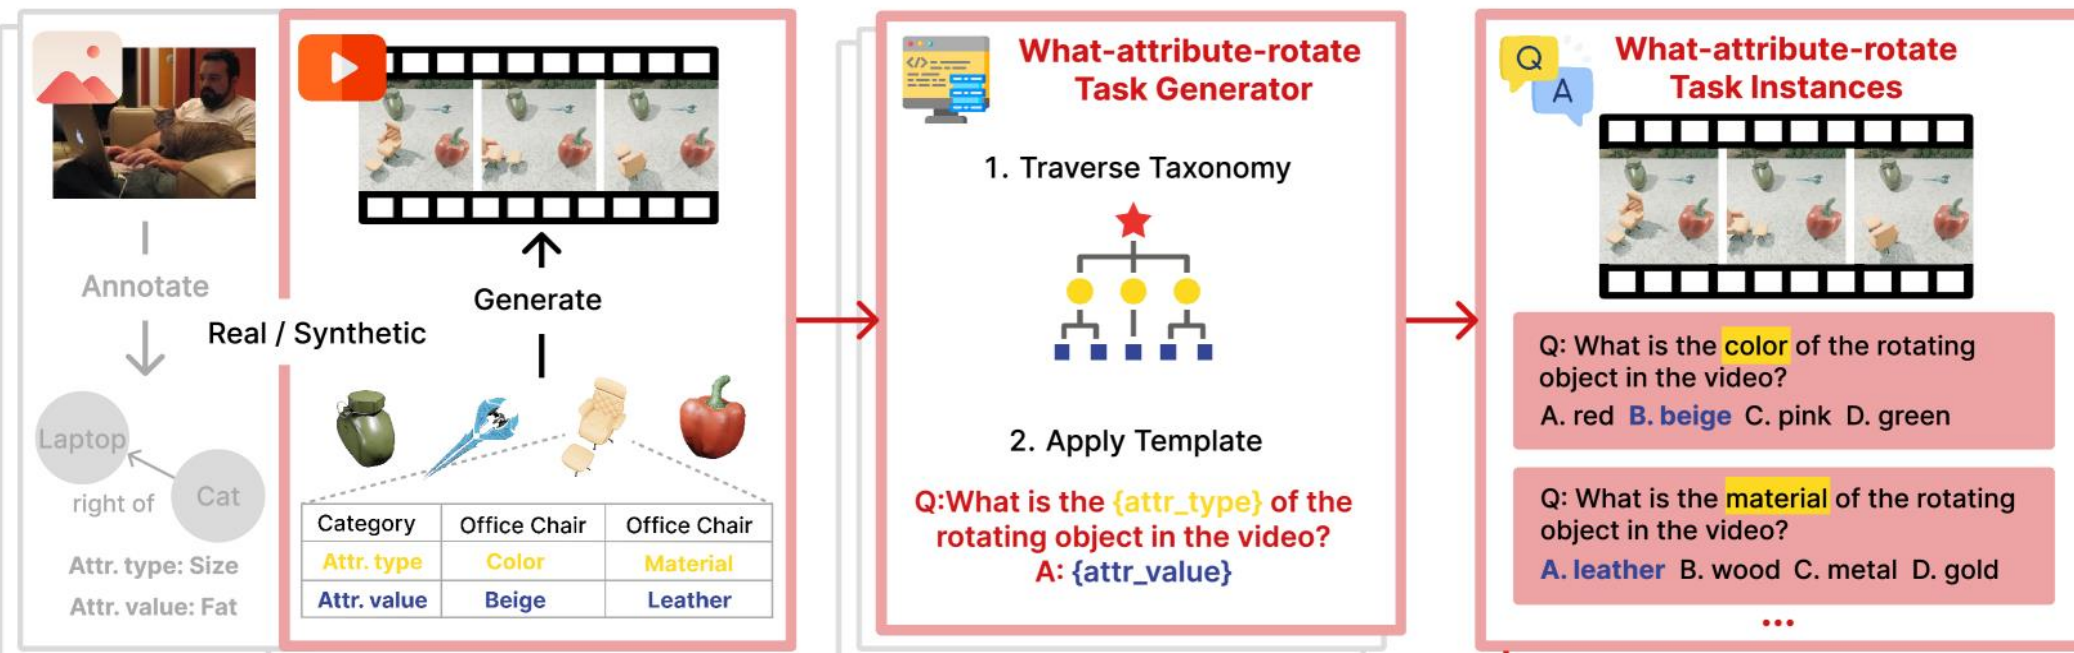 Annotate
Real / Synthetic
Laptop
right of
Cat
Attr. type: Size
Attr. value: Fat
Generate
Category Office Chair Office Chair
Attr. type Color Material
Attr. value Beige Leather
What-attribute-rotate
Task Generator
1. Traverse Taxonomy
2. Apply Template
Q:What is the {attr_type} of the
rotating object in the video?
A: {attr_value}
Q
A
What-attribute-rotate
Task Instances
Q: What is the color of the rotating
object in the video?
A. red B. beige C. pink D. green
Q: What is the material of the rotating
object in the video?
A. leather B. wood C. metal D. gold
...